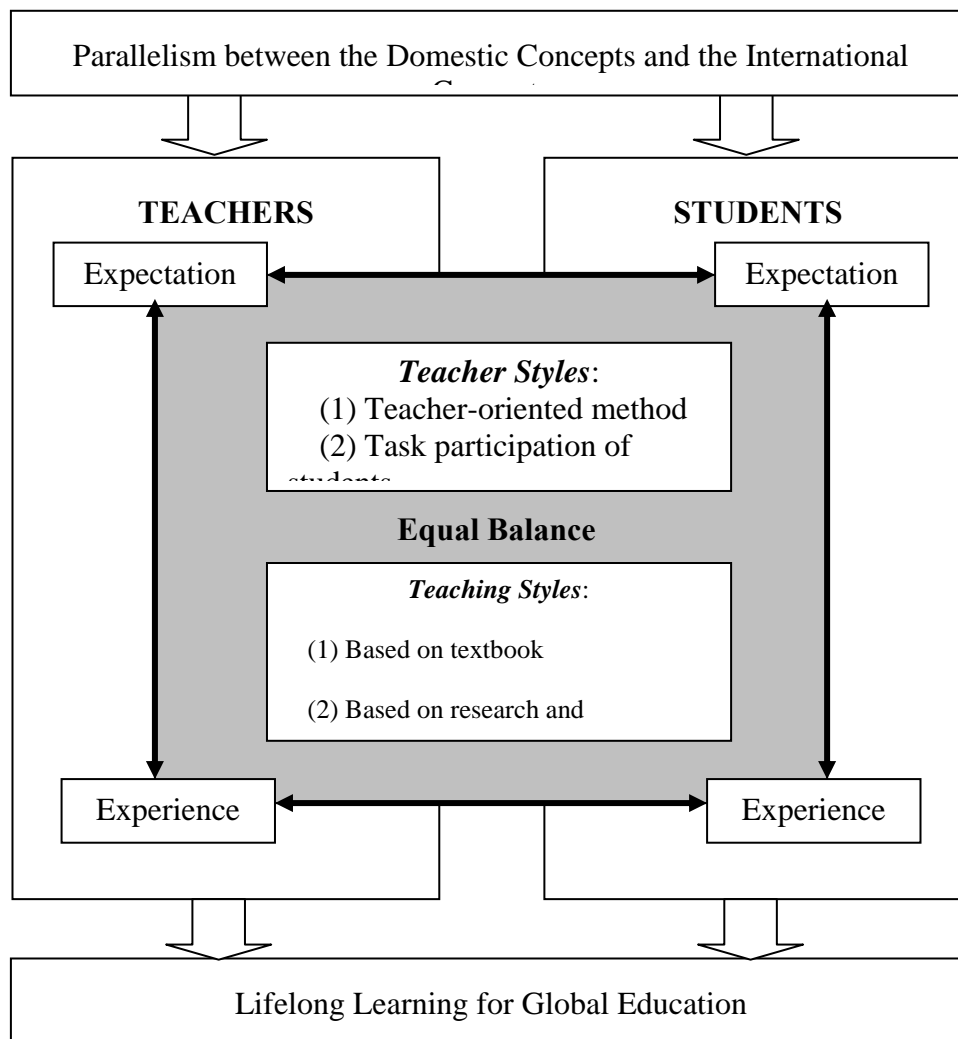 Parallelism between the Domestic Concepts and the International
TEACHERS
STUDENTS
Expectation
Expectation
Teacher Styles:
(1) Teacher-oriented method
(2) Task participation of
students
Equal Balance
Teaching Styles:
(1) Based on textbook
(2) Based on research and
Experience
Experience
Lifelong Learning for Global Education